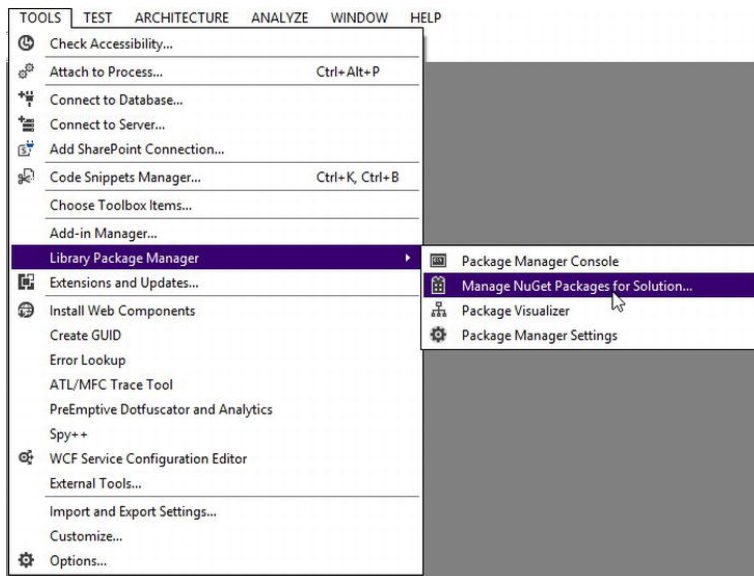 TOOLS TEST ARCHITECTURE ANALYZE WINDOW HELP
Check Accessibility...
Attach to Process... Ctrl+Alt+P
Connect to Database...
Connect to Server...
Add SharePoint Connection...
Code Snippets Manager... Ctrl+K, Ctrl+B
Choose Toolbox Items...
Add-in Manager...
Library Package Manager
Extensions and Updates...
Install Web Components
Create GUID
Error Lookup
ATL/MFC Trace Tool
PreEmptive Dotfuscator and Analytics
Spy++
WCF Service Configuration Editor
External Tools...
Import and Export Settings...
Customize...
Options...
Package Manager Console
Manage NuGet Packages for Solution...
Package Visualizer
Package Manager Settings